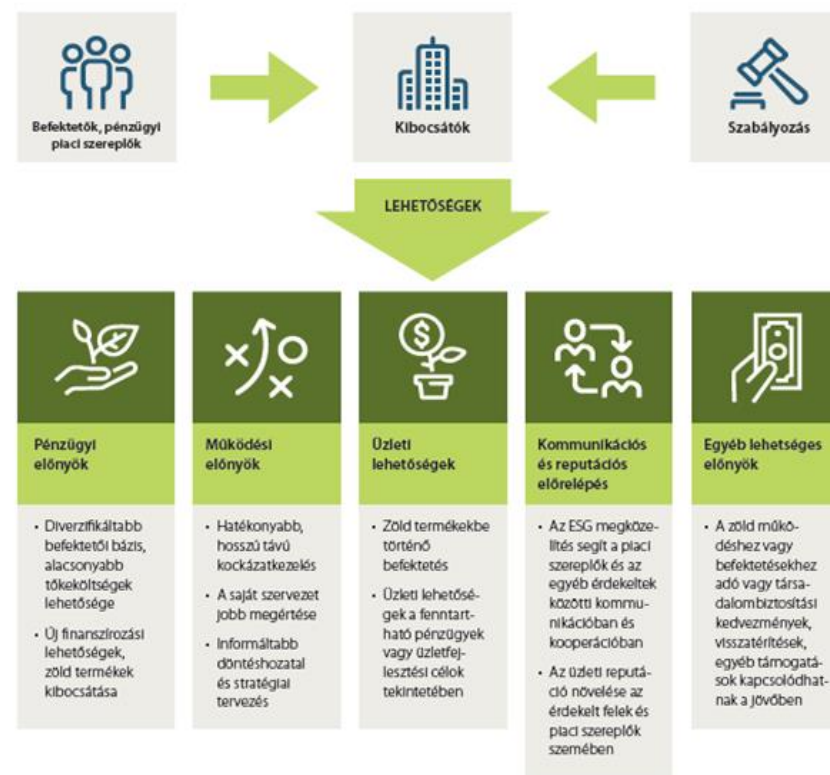 Befektetők, pénzügyi
piaci szereplők
Kibocsátók
Szabályozás
LEHETŐSÉGEK
Pénzügyi
előnyök
• Diverzifikáltabb
befektetői bázis,
alacsonyabb
tőkeköltségek
lehetősége
• Új finanszírozási
lehetőségek,
zöld termékek
kibocsátása
Működési
előnyök
• Hatékonyabb,
hosszú távú
kockázatkezelés
• A saját szervezet
jobb megértése
• Informáltabb
döntéshozatal
és stratégiai
tervezés
Üzleti
lehetőségek
• Zöld termékekbe
történő
befektetés
• Üzleti lehetősé-
gek a fenntart-
ható pénzügyek
vagy üzletfej-
lesztési célok
tekintetében
Kommunikációs
és reputációs
előrelépés
• Az ESG megköze-
lítés segít a piaci
szereplők és az
egyéb érdekeltek
közötti kommu-
nikációban és
kooperációban
• Az üzleti reputá-
ció növelése az
érdekelt felek és
piaci szereplők
szemében
Egyéb lehetséges
előnyök
• A zöld műkö-
déshez vagy
befektetésekhez
adó vagy társa-
dalombiztosítási
kedvezmények,
visszatérítések,
egyéb támogatá-
sok kapcsolódhat-
nak a jövőben